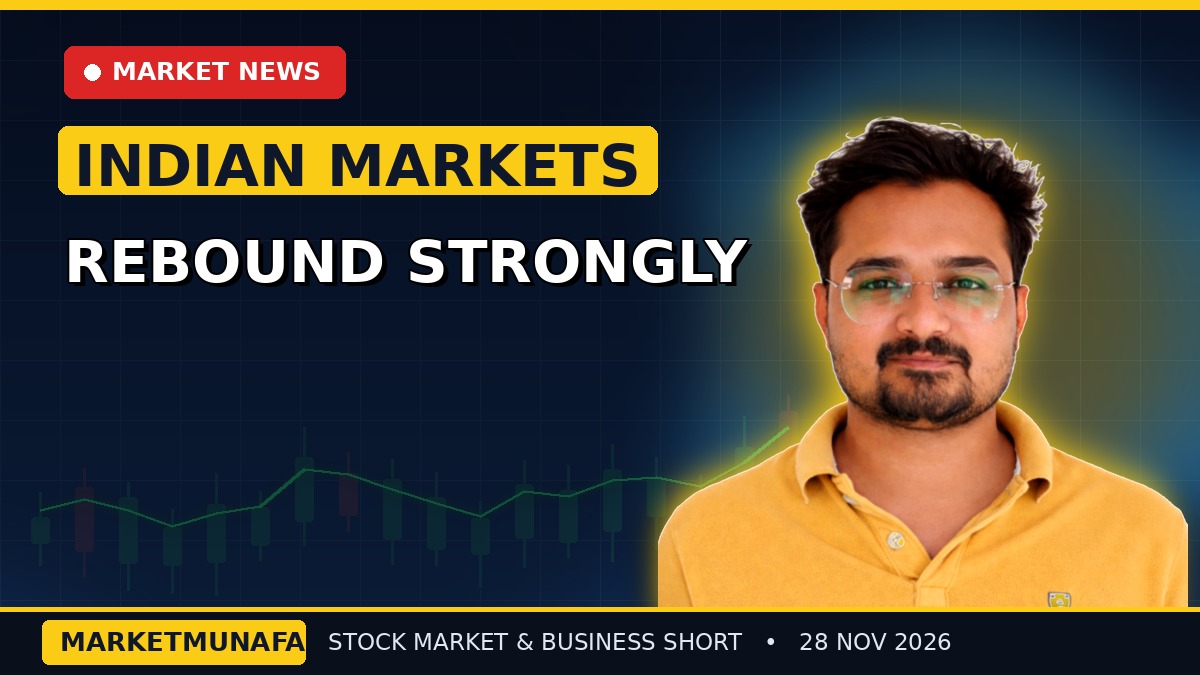 MARKET NEWS
INDIAN MARKETS
REBOUND STRONGLY
MARKETMUNAFA STOCK MARKET & BUSINESS SHORT • 28 NOV 2026